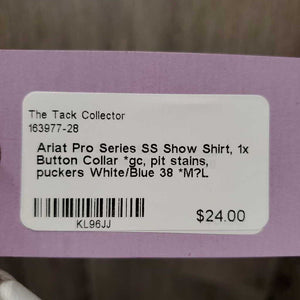 The Tack Collector
163977-28
Ariat Pro Series SS Show Shirt, 1x
Button Collar *gc, pit stains,
puckers White/Blue 38 *M?L
KL96JJ
$24.00